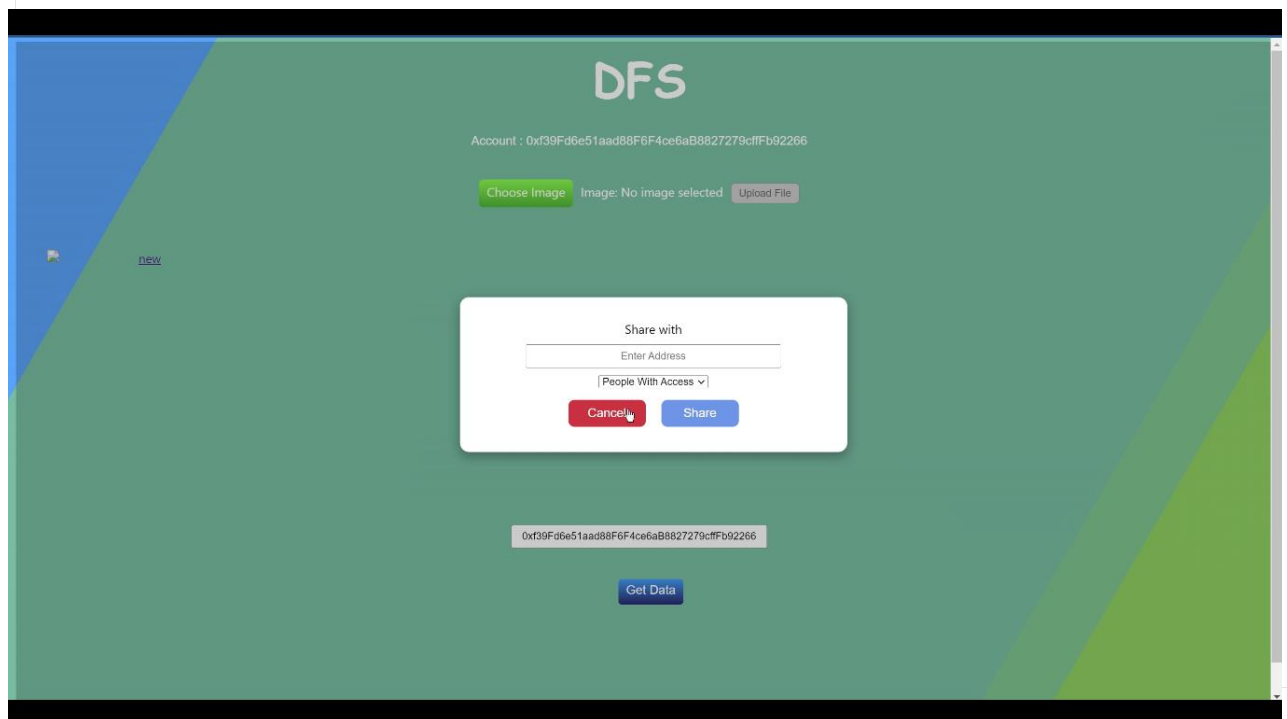 DFS
Account : 0xf39Fd6e51aad88F6F4ce6aB8827279cffFb92266
Choose Image Image: No image selected Upload File
new
Share with
Enter Address
People With Access
Cancel Share
0xf39Fd6e51aad88F6F4ce6aB8827279cffFb92266
Get Data